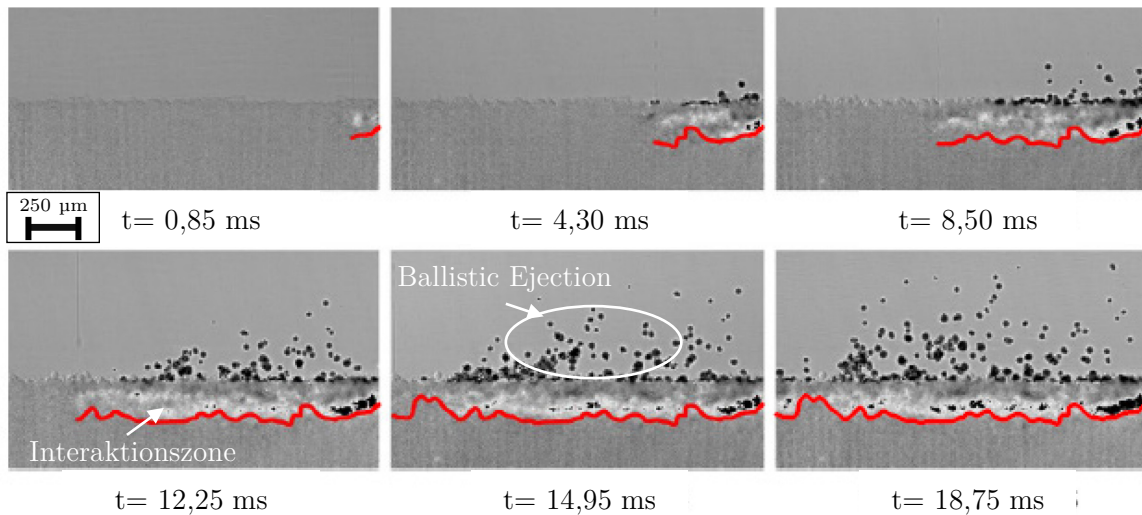 250 µm
t= 0,85 ms
t= 4,30 ms
t= 8,50 ms
Ballistic Ejection
Interaktionszone
t= 12,25 ms
t= 14,95 ms
t= 18,75 ms